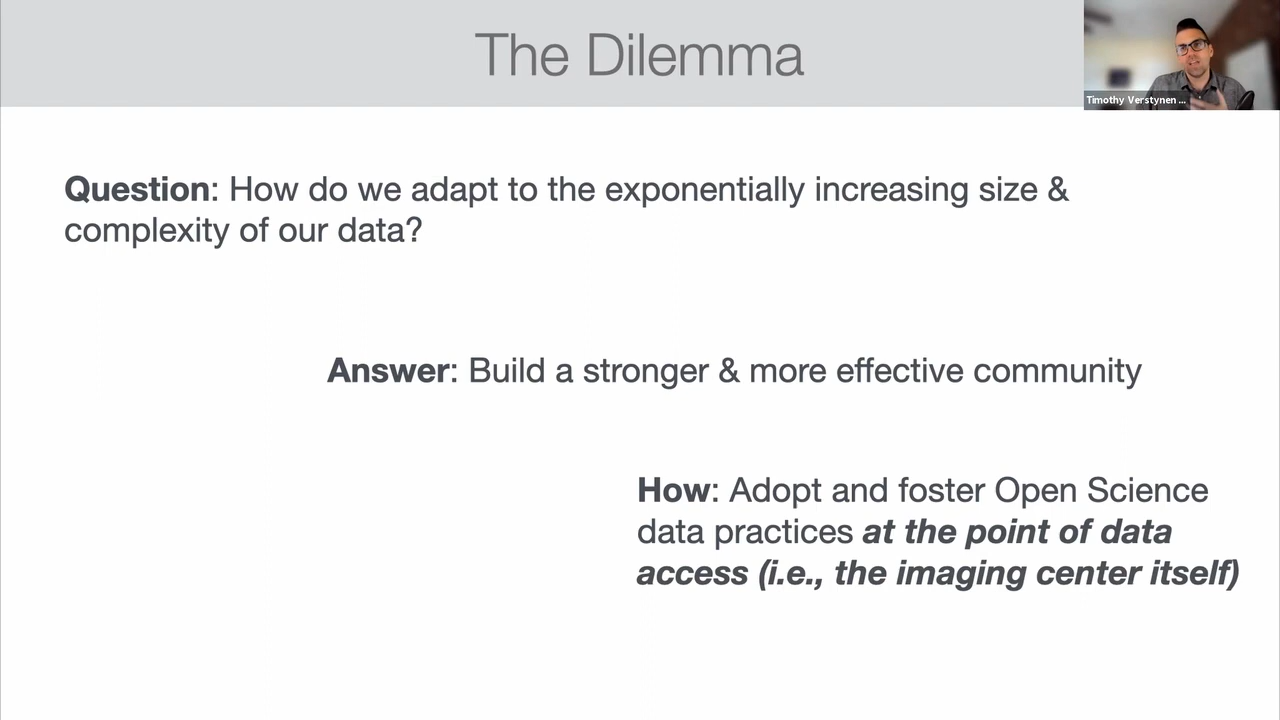 The Dilemma
Timothy Verstynen ...
Question: How do we adapt to the exponentially increasing size &
complexity of our data?
Answer: Build a stronger & more effective community
How: Adopt and foster Open Science
data practices at the point of data
access (i.e., the imaging center itself)